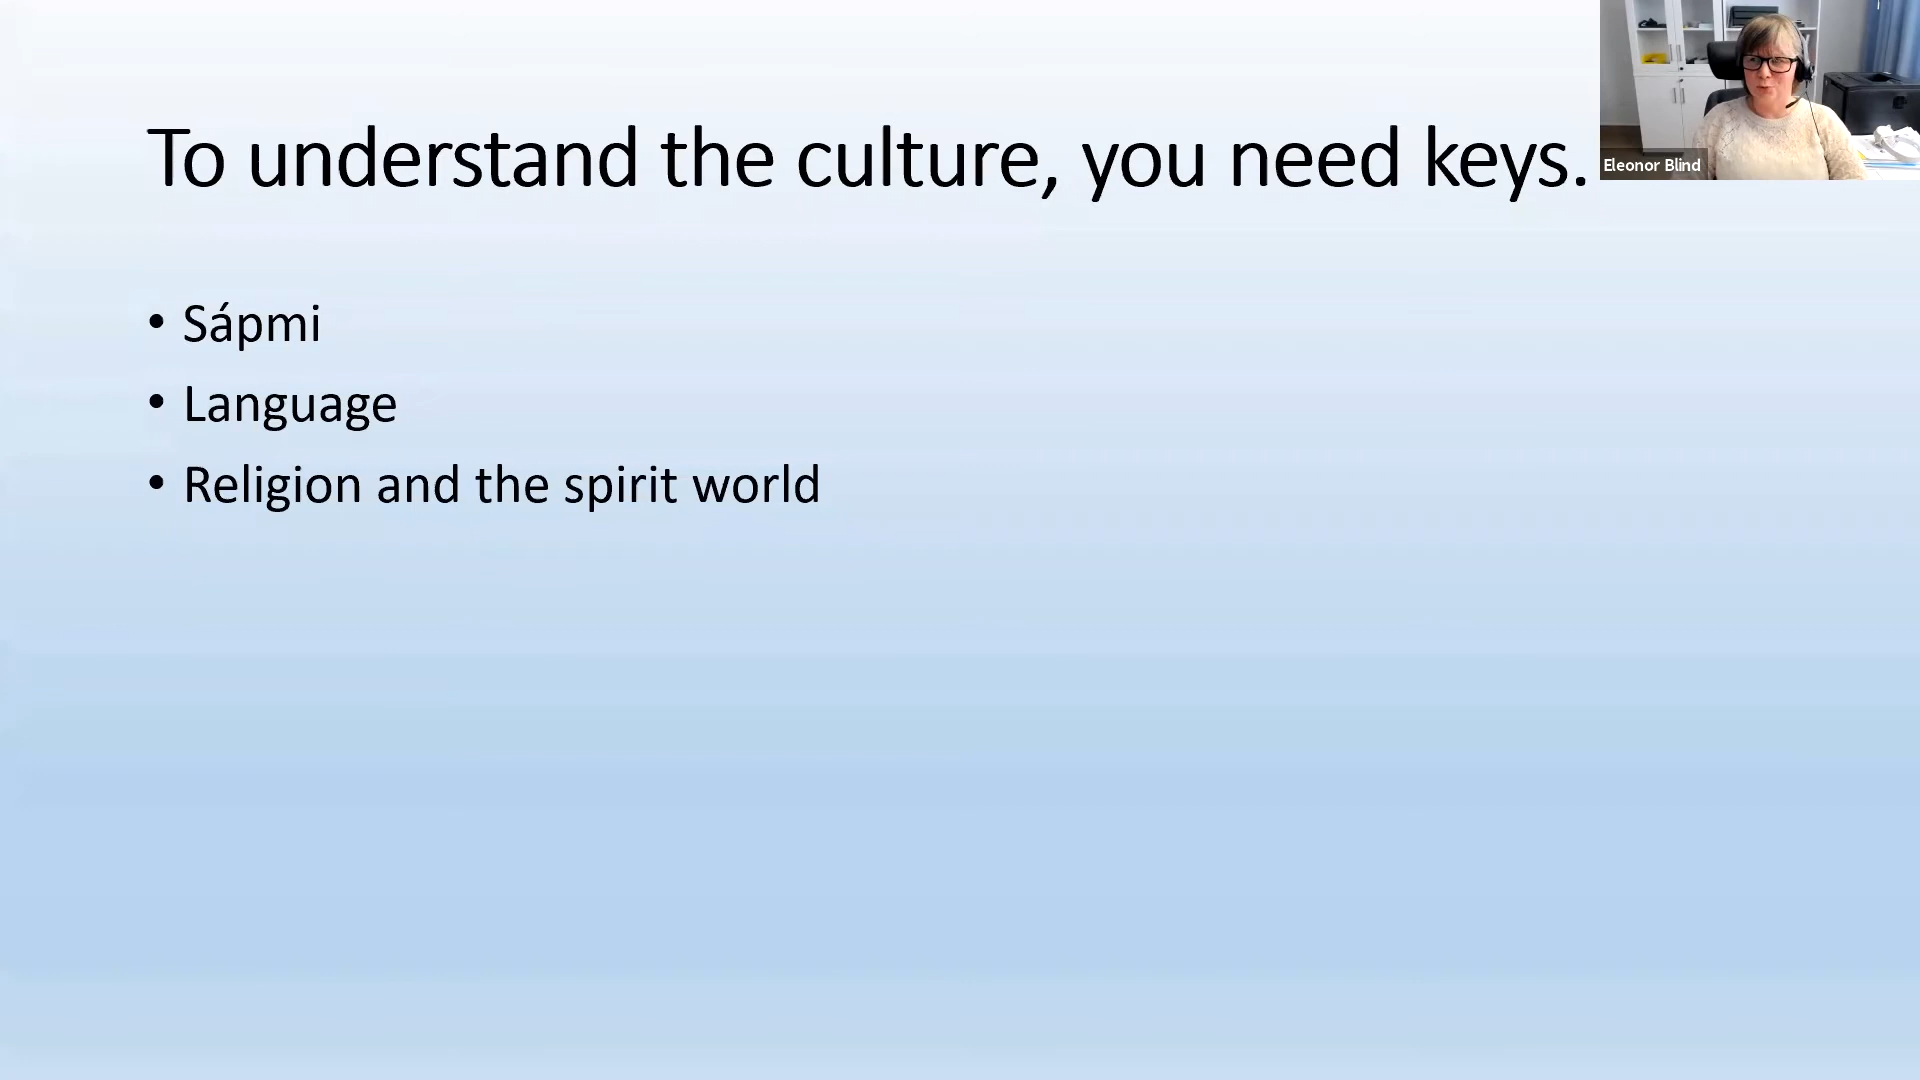 To understand the culture, you need keys.
Eleonor Blind
• Sápmi
• Language
• Religion and the spirit world